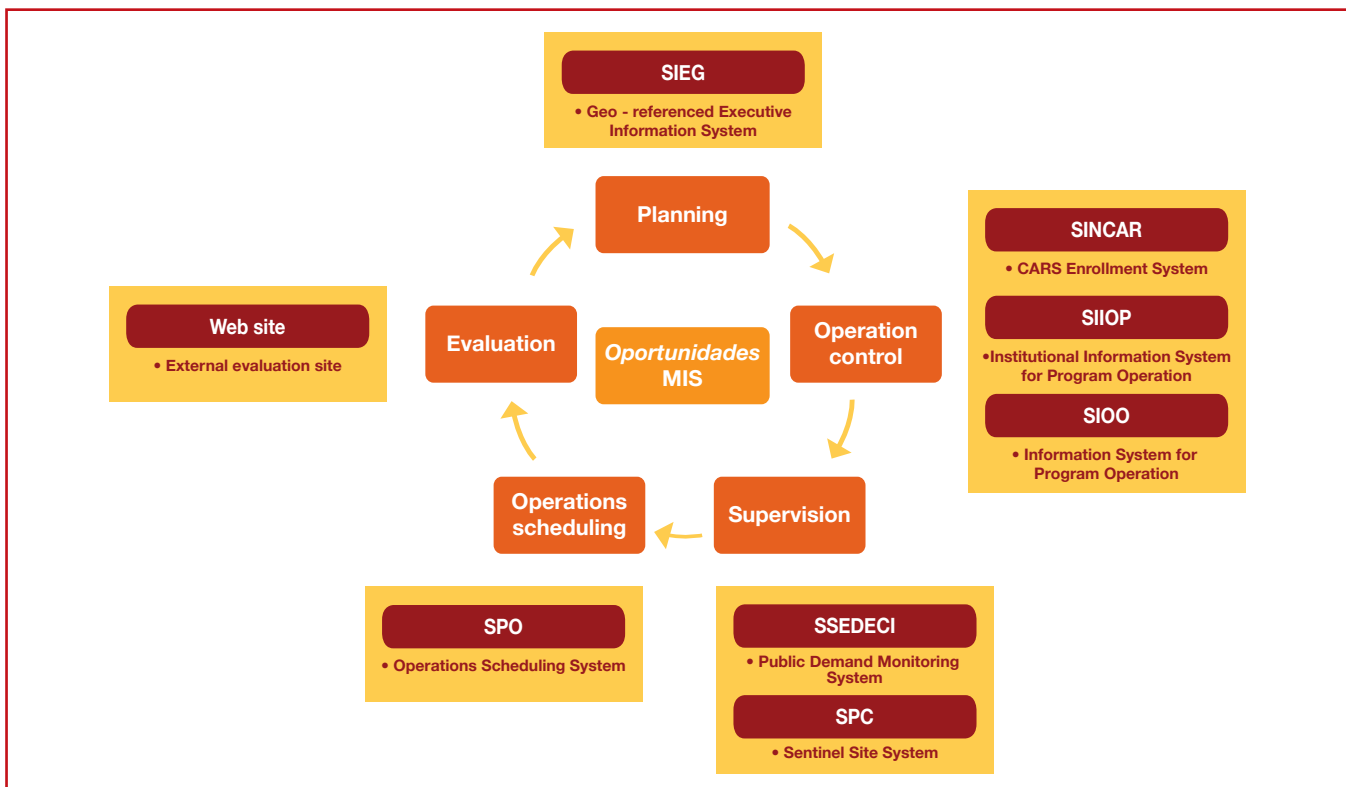 SIEG
• Geo - referenced Executive
Information System
Planning
SINCAR
• CARS Enrollment System
SIIOP
•Institutional Information System
for Program Operation
SIOO
• Information System for
Program Operation
Operation
control
Web site
• External evaluation site
Evaluation
Oportunidades
MIS
Operations
scheduling
Supervision
SPO
• Operations Scheduling System
SSEDECI
• Public Demand Monitoring
System
SPC
• Sentinel Site System